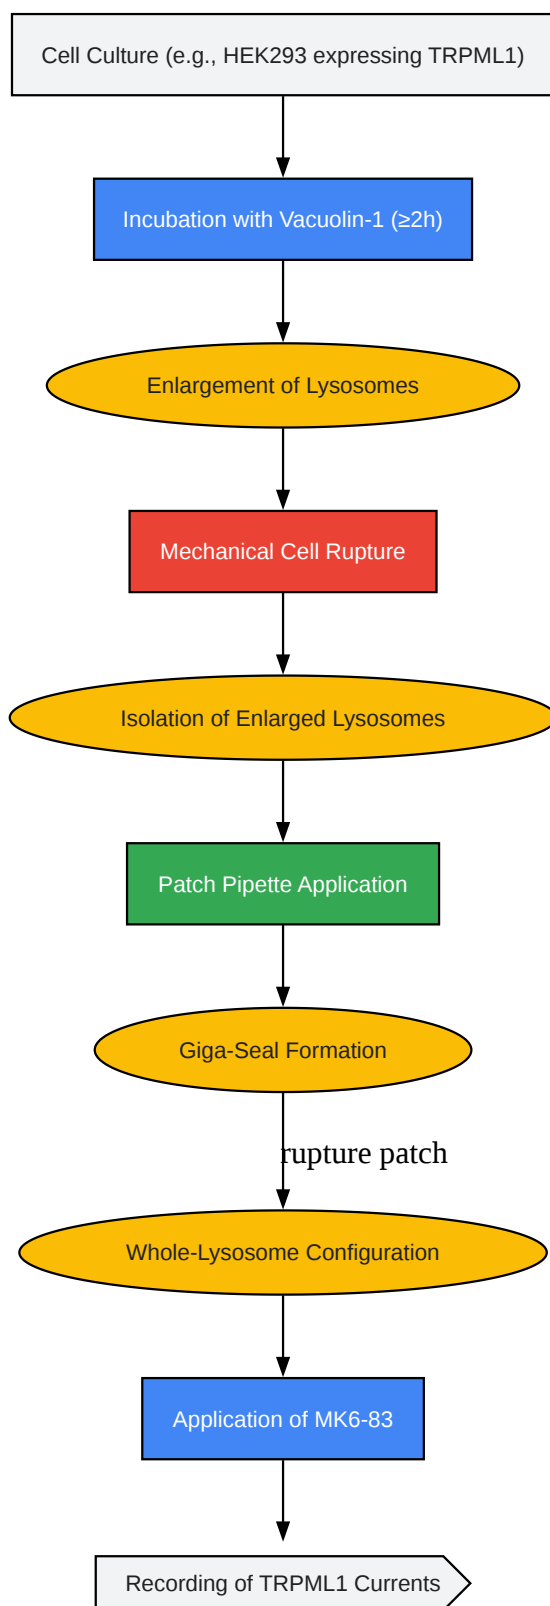 Cell Culture (e.g., HEK293 expressing TRPML1)
Incubation with Vacuolin-1 (≥2h)
Enlargement of Lysosomes
Mechanical Cell Rupture
Isolation of Enlarged Lysosomes
Patch Pipette Application
Giga-Seal Formation
rupture patch
Whole-Lysosome Configuration
Application of MK6-83
Recording of TRPML1 Currents